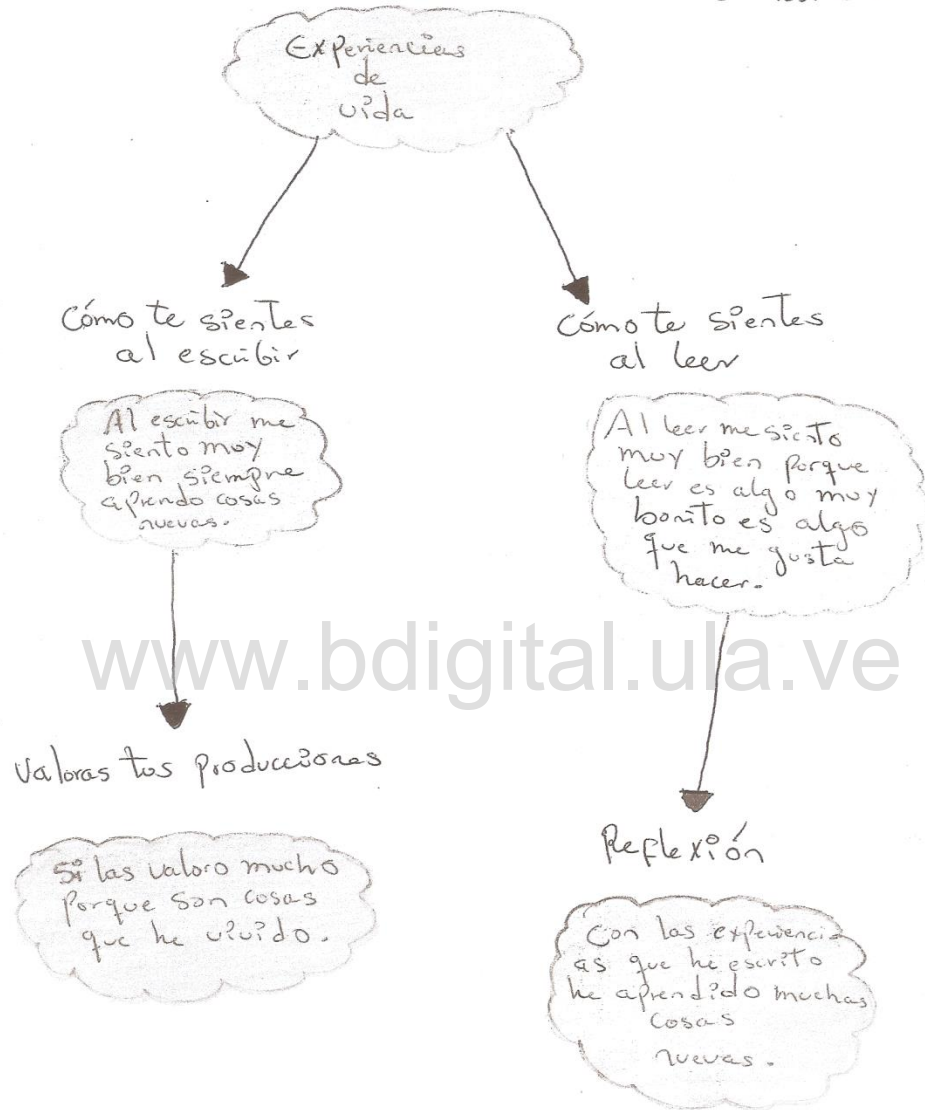 Experiencias
de
vida
Cómo te sientes
al escribir
Al escribir me
siento muy
bien siempre
aprendo cosas
nuevas.
Valoras tus producciones
Si las valoro mucho
porque son cosas
que he vivido.
Cómo te sientes
al leer
Al leer me siento
muy bien porque
leer es algo muy
bonito es algo
que me gusta
hacer.
www.bdigital.ula.ve
Reflexión
Con las experienci
as que he escrito
he aprendido muchas
cosas
nuevas.